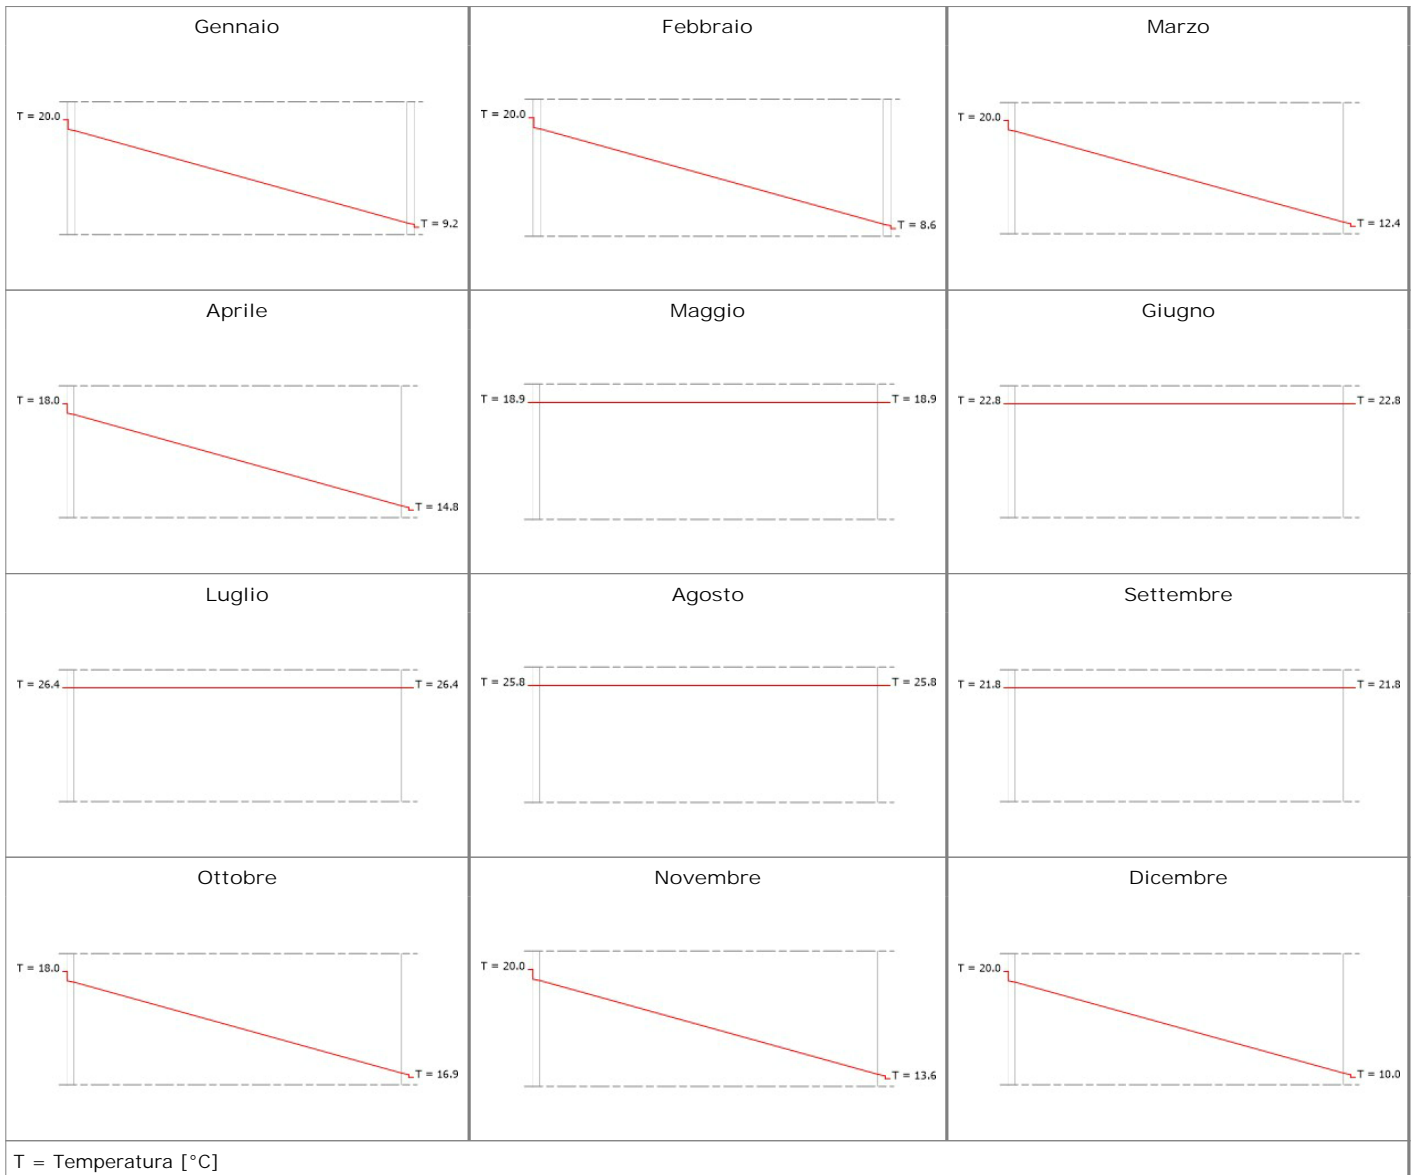 Gennaio
Febbraio
Marzo
T = 20.0
T = 9.2
T = 20.0
T = 8.6
T = 20.0
T = 12.4
Aprile
Maggio
Giugno
T = 18.0
T = 14.8
T = 18.9
T = 18.9
T = 22.8
T = 22.8
Luglio
Agosto
Settembre
T = 26.4
T = 26.4
T = 25.8
T = 25.8
T = 21.8
T = 21.8
Ottobre
Novembre
Dicembre
T = 18.0
T = 16.9
T = 20.0
T = 13.6
T = 20.0
T = 10.0
T = Temperatura [°C]